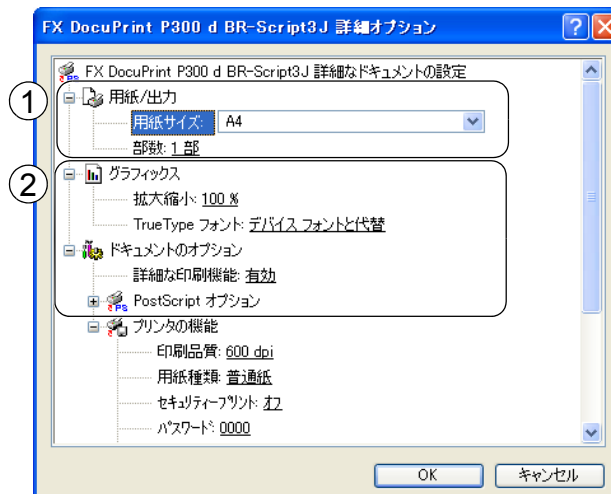 FX DocuPrint P300 d BR-Script3J 詳細オプション
FX DocuPrint P300 d BR-Script3J 詳細なドキュメントの設定
① 用紙/出力
用紙サイズ: A4
部数: 1 部
② グラフィックス
拡大縮小: 100 %
TrueType フォント: デバイス フォントと代替
ドキュメントのオプション
詳細な印刷機能: 有効
PostScript オプション
プリンタの機能
印刷品質: 600 dpi
用紙種類: 普通紙
セキュリティープリント: オフ
パスワード: 0000
OK キャンセル